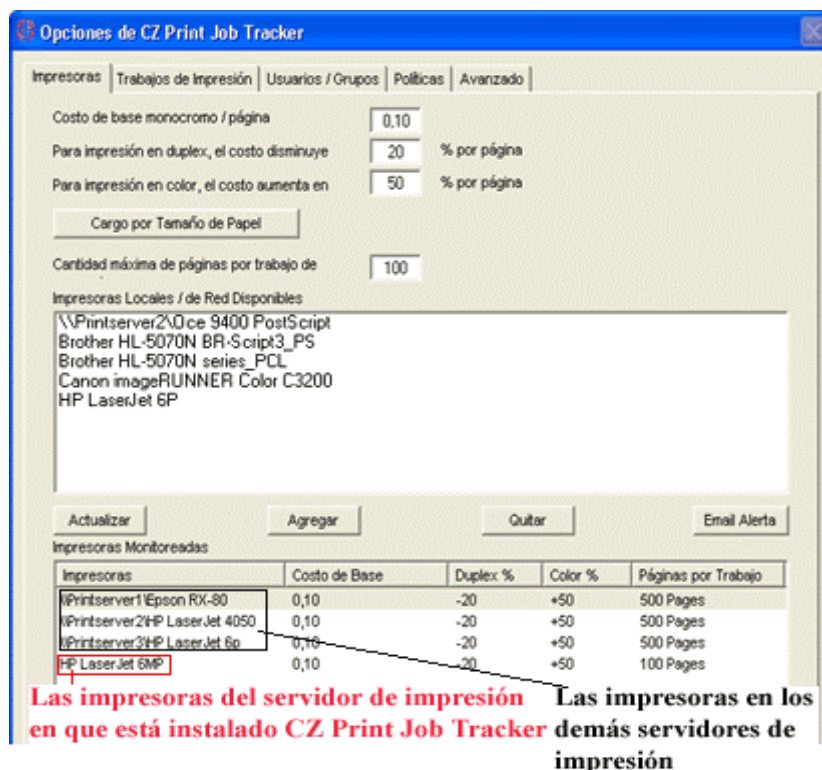 Opciones de CZ Print Job Tracker
Impresoras Trabajos de Impresión Usuarios / Grupos Políticas Avanzado
Costo de base monocromo / página 0,10
Para impresión en duplex, el costo disminuye 20 % por página
Para impresión en color, el costo aumenta en 50 % por página
Cargo por Tamaño de Papel
Cantidad máxima de páginas por trabajo de 100
Impresoras Locales / de Red Disponibles
\\Printserver2\Oce 9400 PostScript
Brother HL-5070N BR-Script3_PS
Brother HL-5070N series_PCL
Canon imageRUNNER Color C3200
HP LaserJet 6P
Actualizar Agregar Quitar Email Alerta
Impresoras Monitoreadas
Impresoras Costo de Base Duplex % Color % Páginas por Trabajo
\\Printserver1\Epson RX-80 0,10 -20 +50 500 Pages
\\Printserver2\HP LaserJet 4050 0,10 -20 +50 500 Pages
\\Printserver3\HP LaserJet 6p 0,10 -20 +50 500 Pages
HP LaserJet 6MP 0,10 -20 +50 100 Pages
Las impresoras del servidor de impresión
en que está instalado CZ Print Job Tracker
Las impresoras en los
demás servidores de
impresión